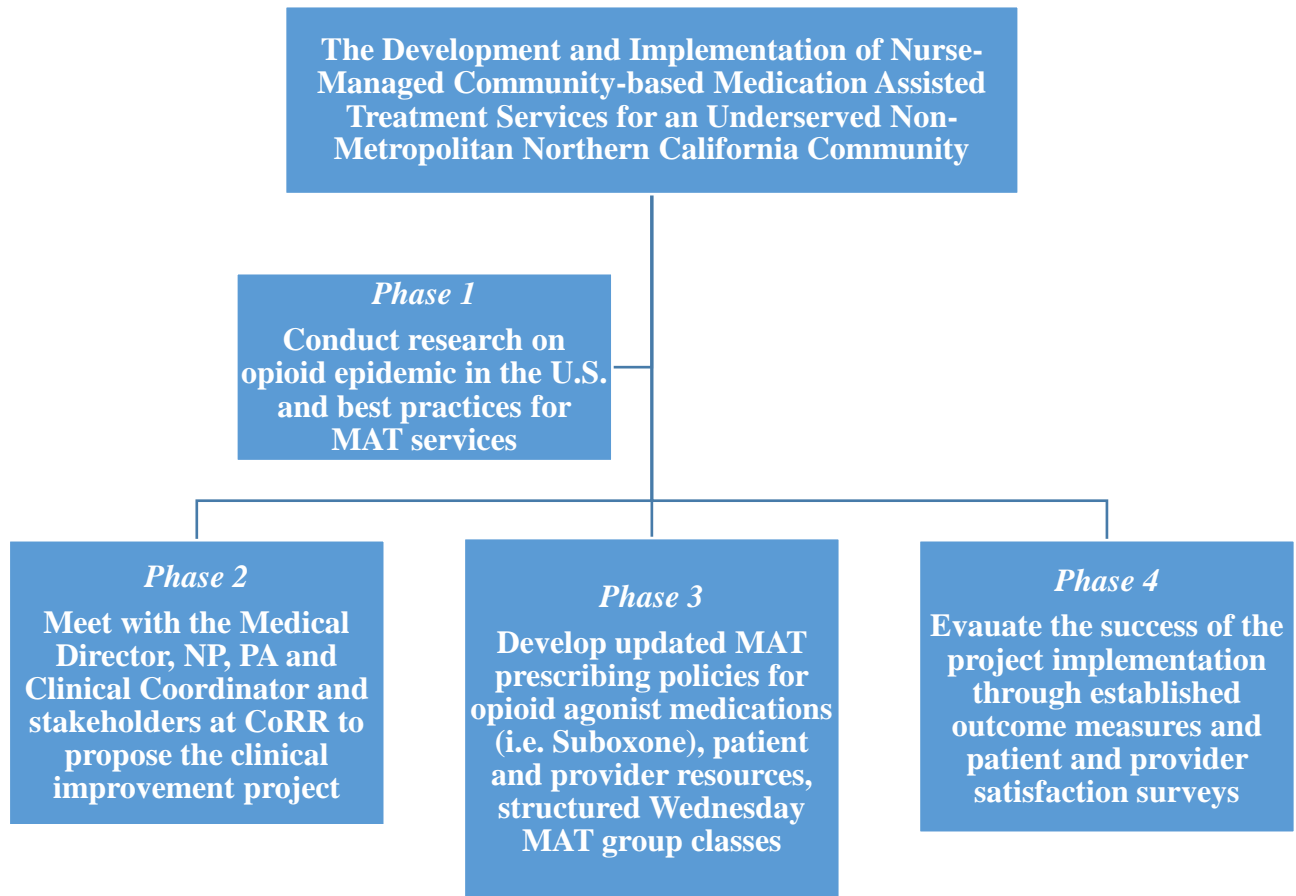 The Development and Implementation of Nurse-
Managed Community-based Medication Assisted
Treatment Services for an Underserved Non-
Metropolitan Northern California Community
Phase 1
Conduct research on
opioid epidemic in the U.S.
and best practices for
MAT services
Phase 2
Meet with the Medical
Director, NP, PA and
Clinical Coordinator and
stakeholders at CoRR to
propose the clinical
improvement project
Phase 3
Develop updated MAT
prescribing policies for
opioid agonist medications
(i.e. Suboxone), patient
and provider resources,
structured Wednesday
MAT group classes
Phase 4
Evauate the success of the
project implementation
through established
outcome measures and
patient and provider
satisfaction surveys